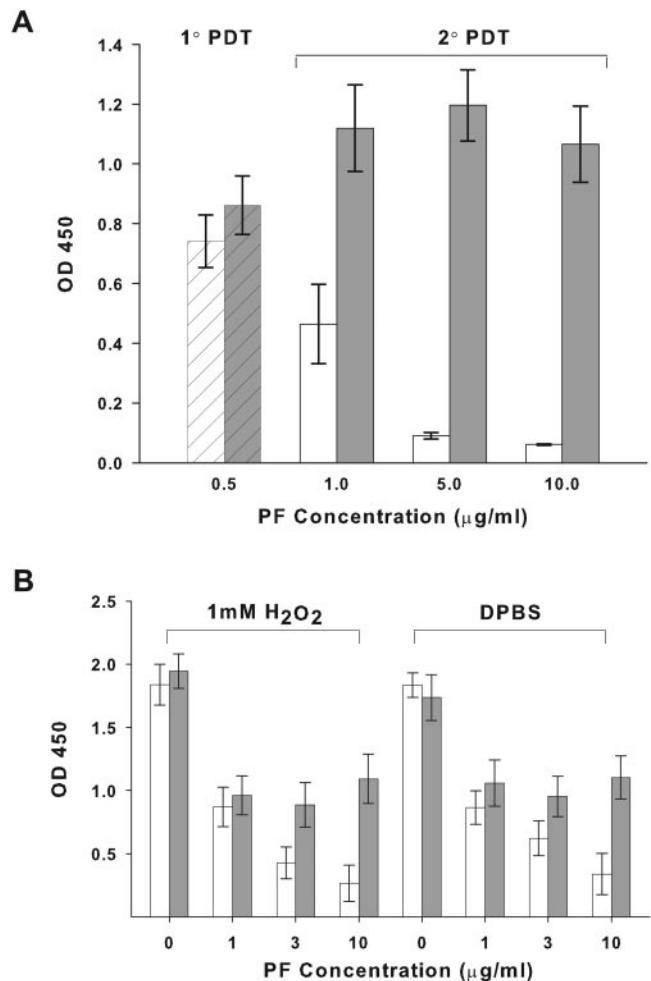 A
1° PDT 2° PDT
1.4
1.2
1.0
0.8
0.6
0.4
0.2
0.0
OD 450
0.5 1.0 5.0 10.0
PF Concentration (μg/ml)
B
1mM H₂O₂ DPBS
2.5
2.0
1.5
1.0
0.5
OD 450
0 1 3 10 0 1 3 10
PF Concentration (μg/ml)